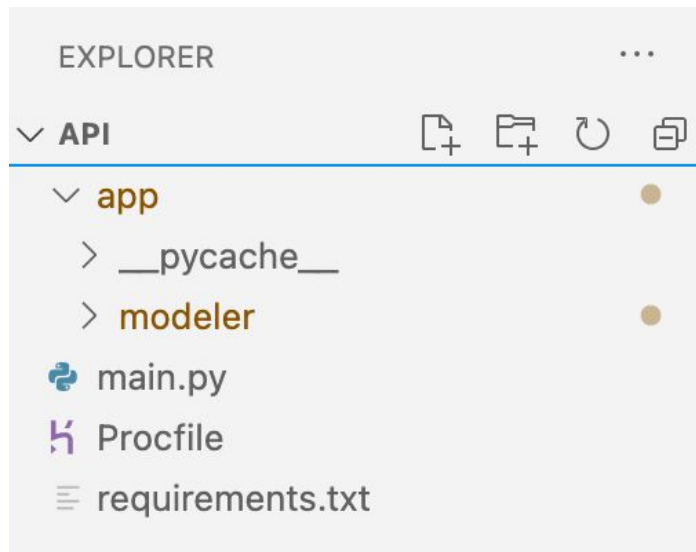 EXPLORER
API
app
__pycache__
modeler
main.py
Procfile
requirements.txt